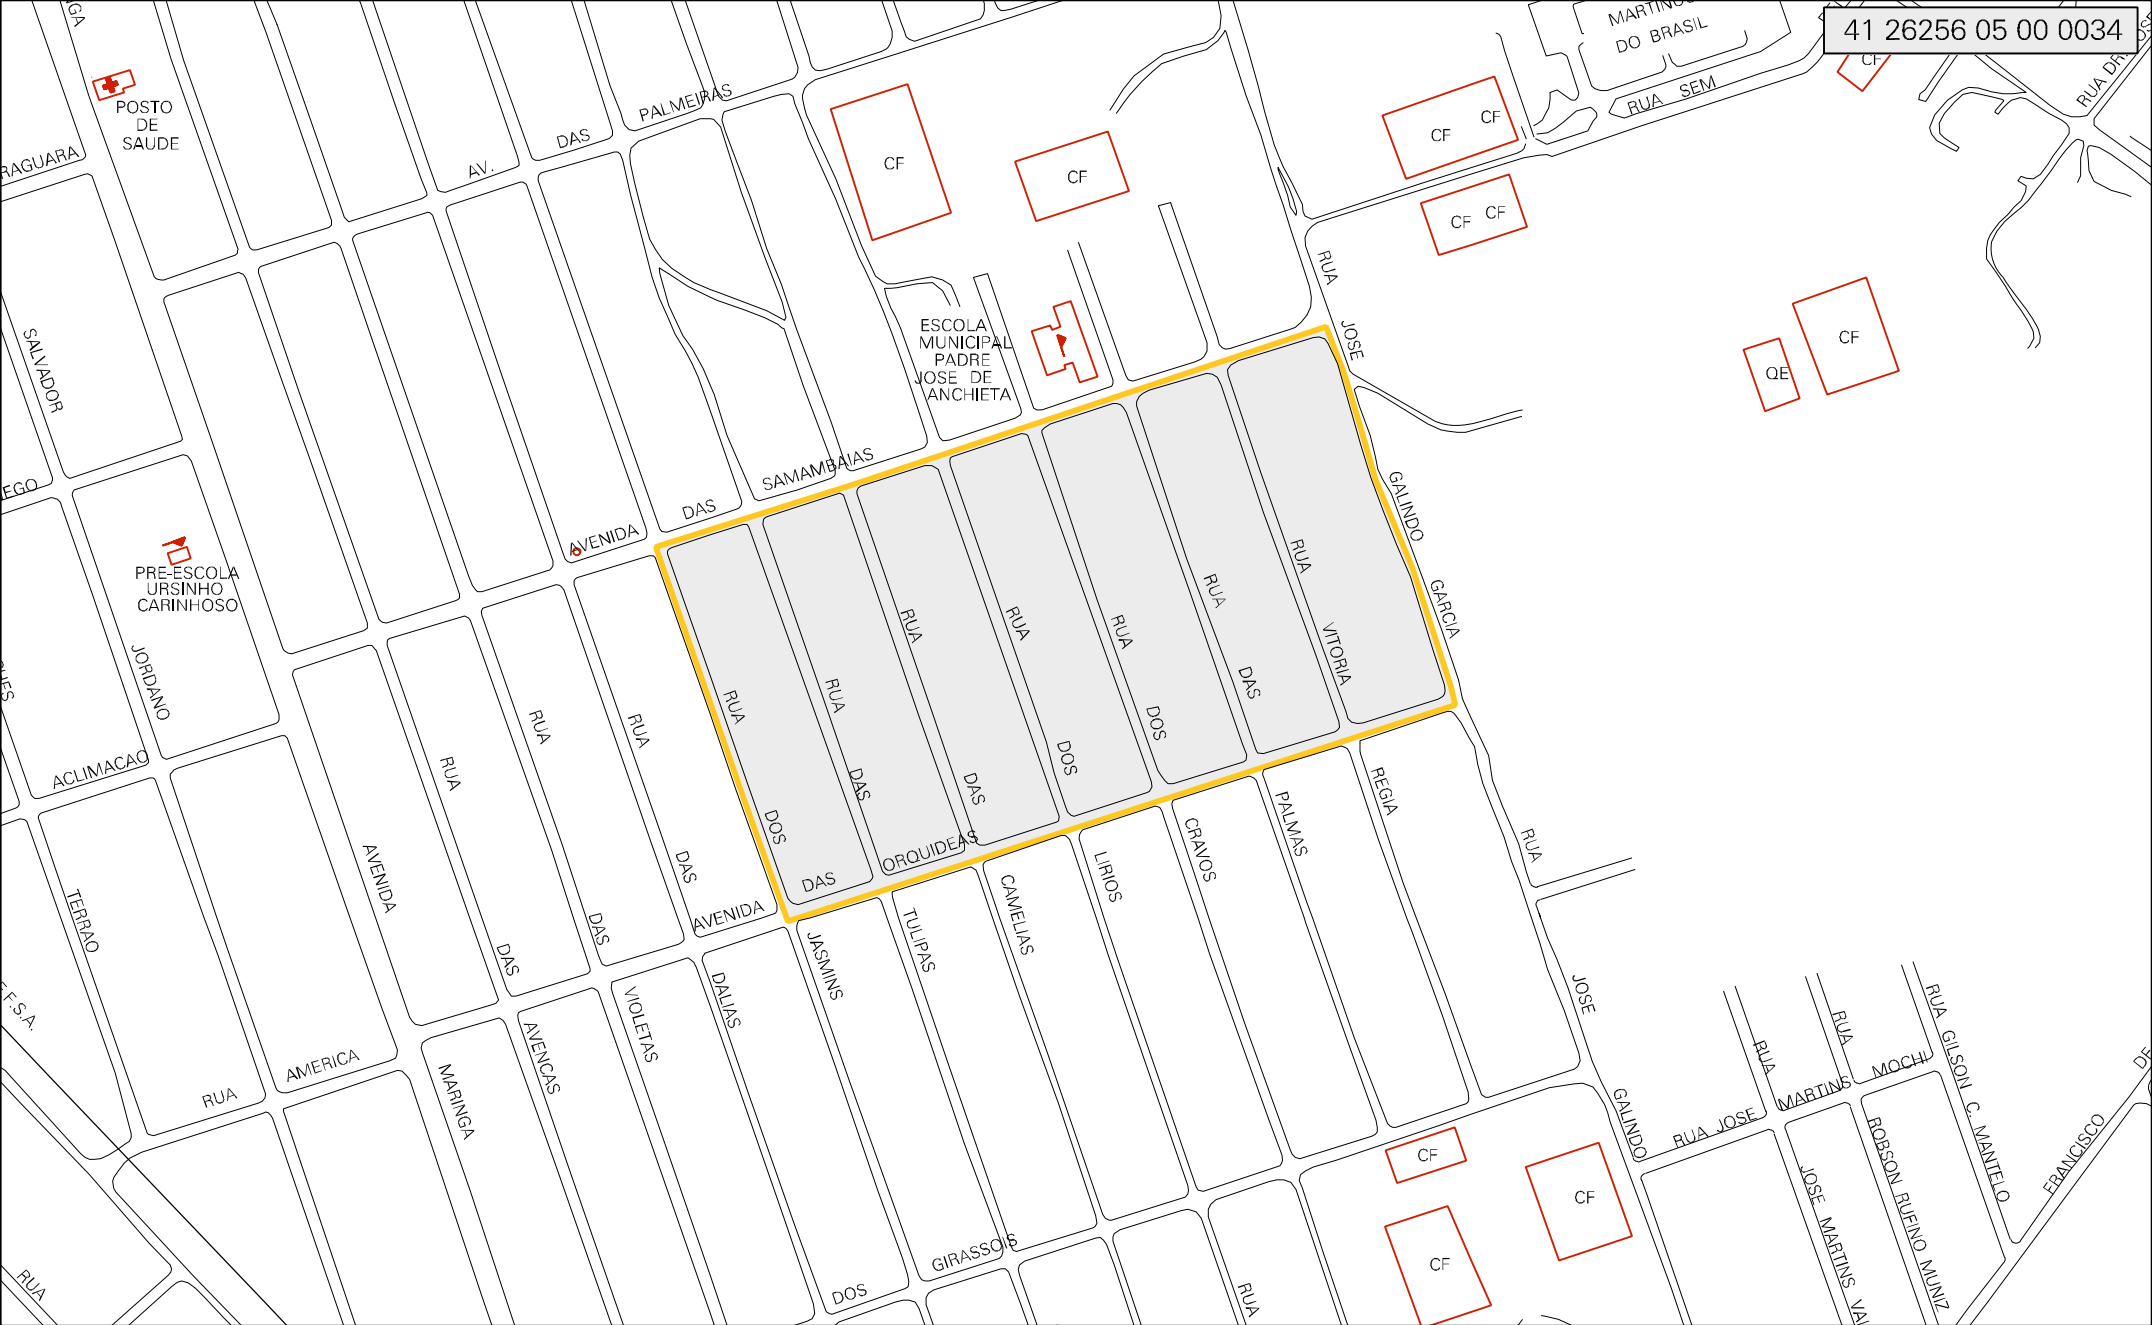 41 26256 05 00 0034
MARTINUS
DO BRASIL
CF
RUA SEM
POSTO
DE
SAUDE
AV. DAS PALMEIRAS
CF
CF
CF CF
CF CF
RUA JOSE GALINDO GARCIA
SALVADOR
ESCOLA
MUNICIPAL
PADRE
JOSE DE
ANCHIETA
QE
CF
AVENIDA DAS SAMAMBAIAS
PRE-ESCOLA
URSINHO
CARINHOSO
JORDANO
ACLIMACAO
TERRAO
AVENIDA MARINGA
RUA DAS AVENCAS
RUA DAS VIOLETAS
RUA DAS DALIAS
RUA DOS JASMINS
RUA DAS TULIPAS
RUA DAS CAMELIAS
RUA DOS LIRIOS
RUA DOS CRAVOS
RUA DAS PALMAS
RUA VITORIA REGIA
AVENIDA DAS ORQUIDEAS
RUA JOSE GALINDO
RUA AMERICA
DOS GIRASSOIS
RUA
CF
CF
CF
RUA JOSE MARTINS MOCHI
RUA JOSE MARTINS VA
RUA ROBSON RUFINO MUNIZ
RUA GILSON C. MANTELO
FRANCISCO DE
F.S.A.
RUA